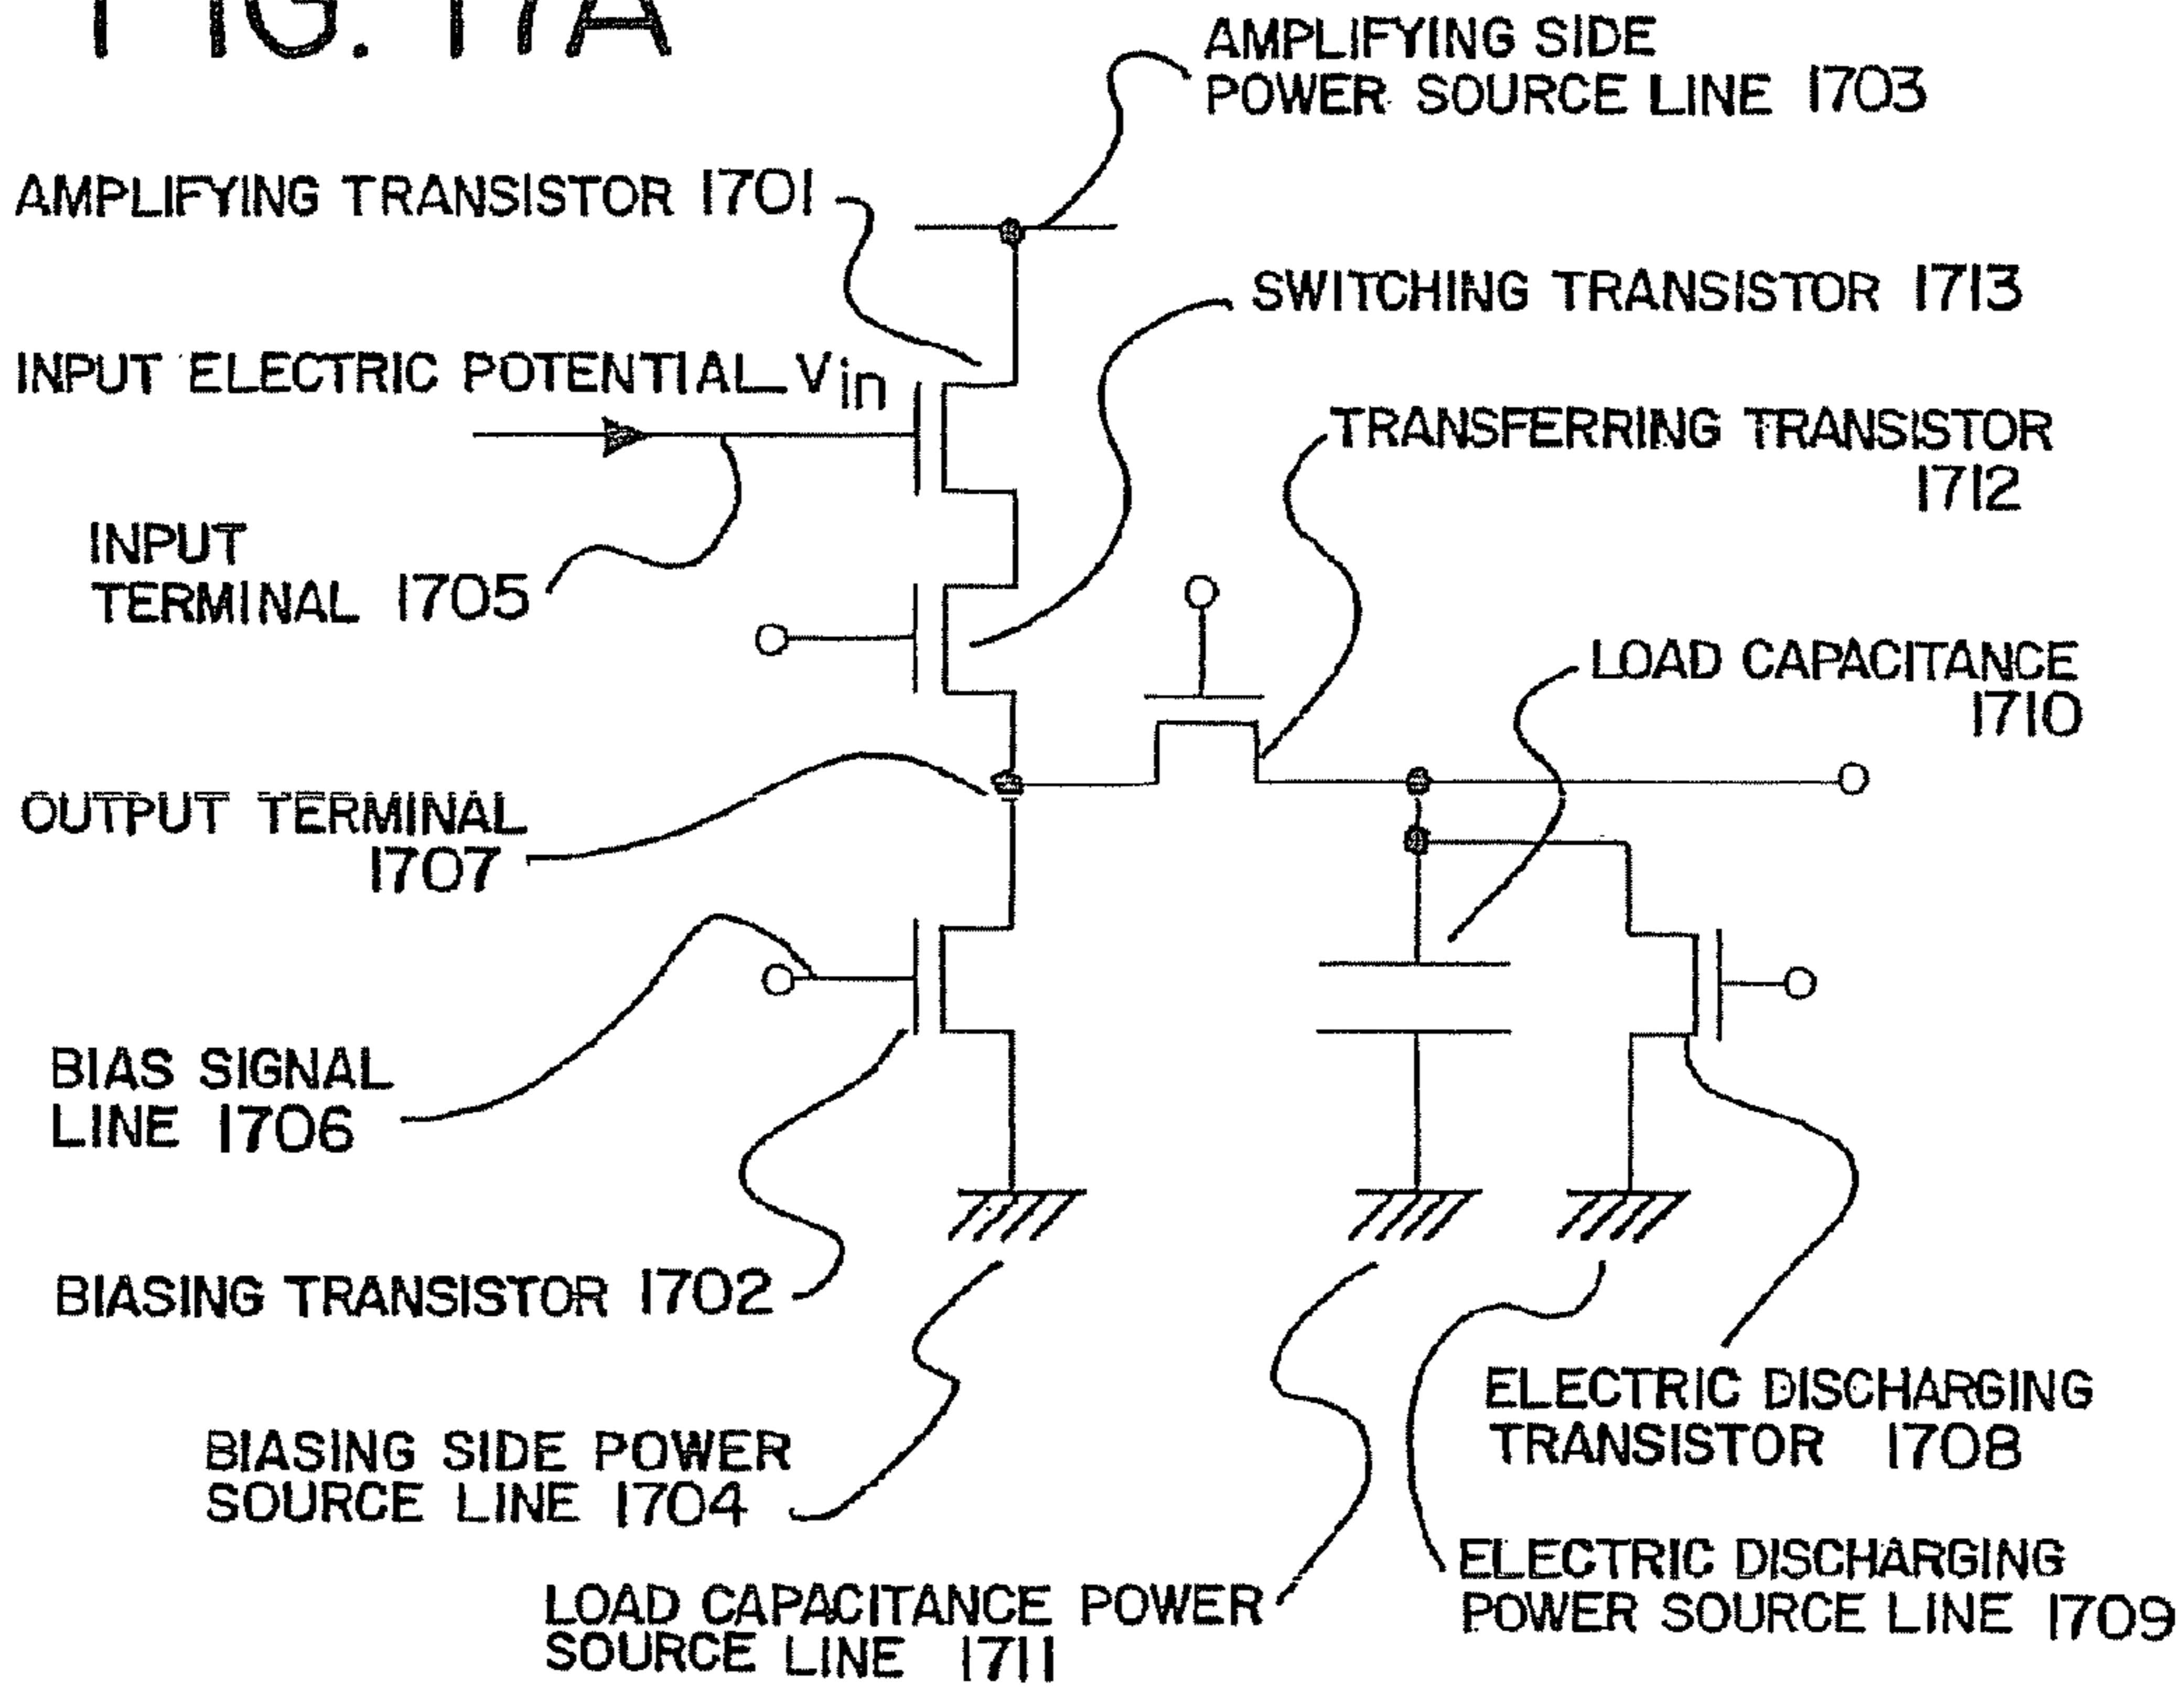 FIG. 17A
AMPLIFYING SIDE
POWER SOURCE LINE 1703
AMPLIFYING TRANSISTOR 1701
SWITCHING TRANSISTOR 1713
INPUT ELECTRIC POTENTIAL Vin
TRANSFERRING TRANSISTOR
1712
INPUT
TERMINAL 1705
LOAD CAPACITANCE
1710
OUTPUT TERMINAL
1707
BIAS SIGNAL
LINE 1706
BIASING TRANSISTOR 1702
ELECTRIC DISCHARGING
TRANSISTOR 1708
BIASING SIDE POWER
SOURCE LINE 1704
ELECTRIC DISCHARGING
POWER SOURCE LINE 1709
LOAD CAPACITANCE POWER
SOURCE LINE 1711